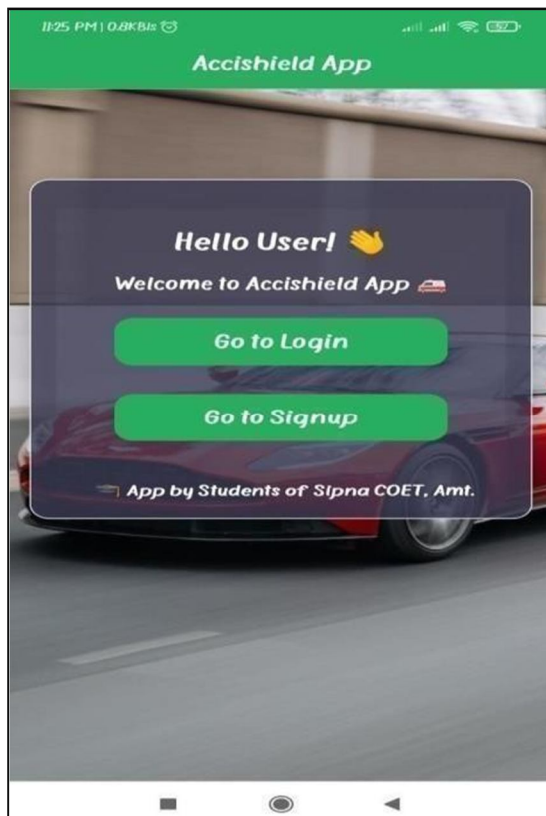 11:25 PM | 0.8KB/s
57
Accishield App
Hello User! 👋
Welcome to Accishield App 🚑
Go to Login
Go to Signup
App by Students of Sipna COET, Amt.